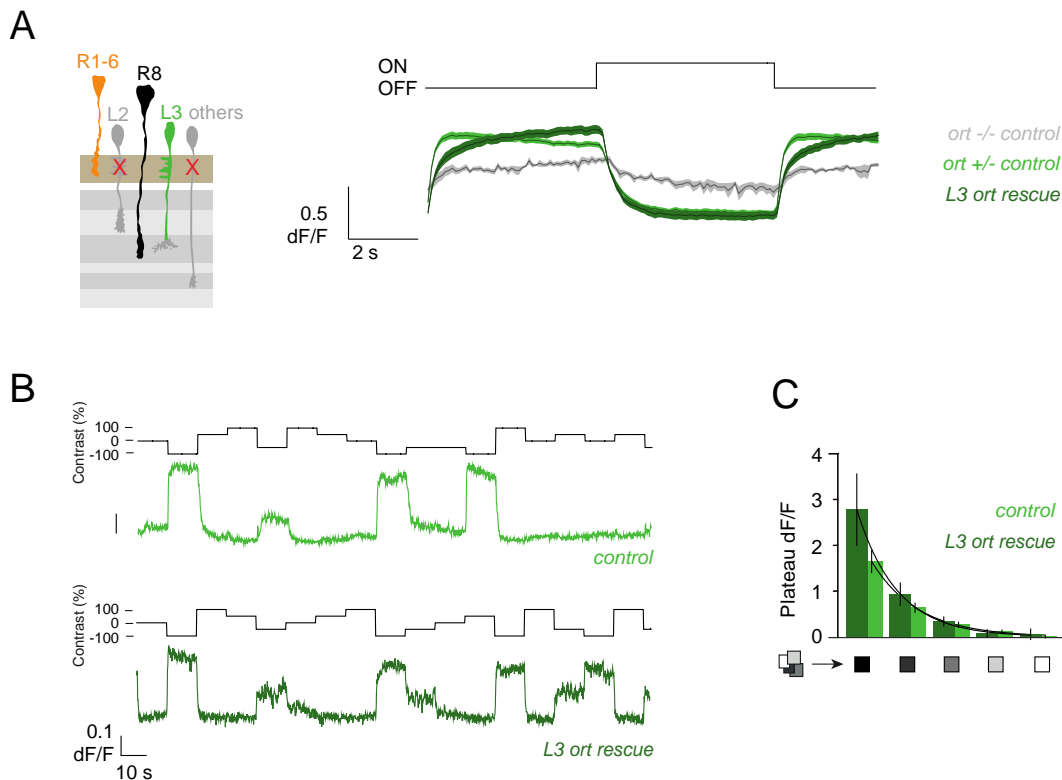 A
R1-6
R8
L2
L3 others
X
X
ON
OFF
0.5
dF/F
2 s
ort -/- control
ort +/- control
L3 ort rescue
B
Contrast (%)
100
0
-100
control
Contrast (%)
100
0
-100
0.1
dF/F
10 s
L3 ort rescue
C
Plateau dF/F
4
3
2
1
0
control
L3 ort rescue